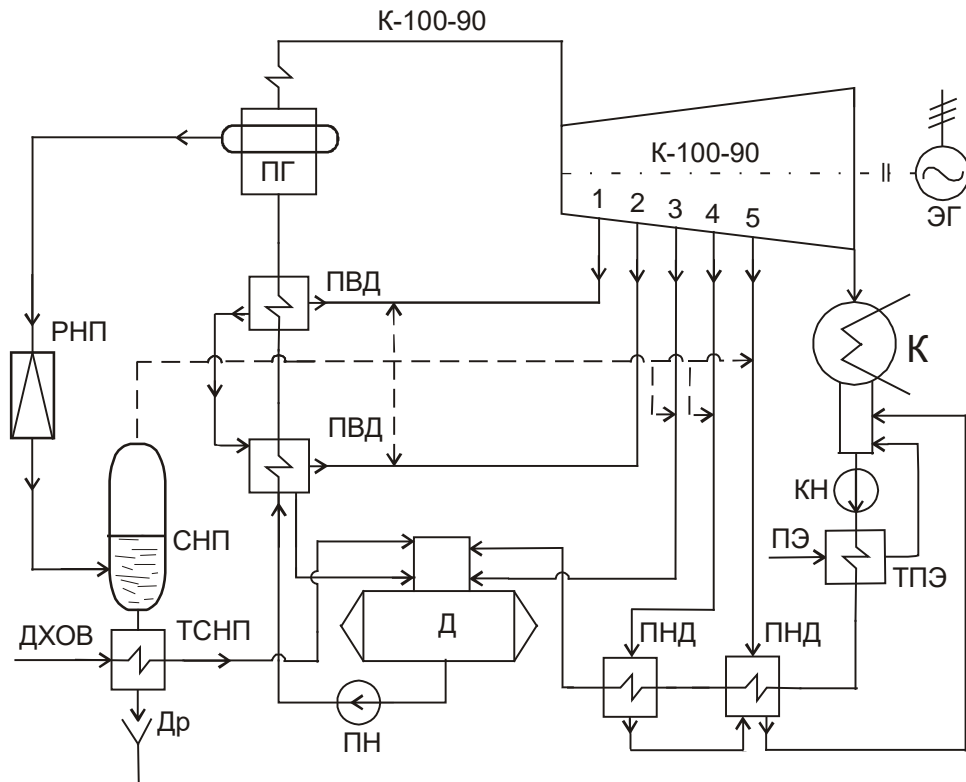 К-100-90
К-100-90
ПГ
ЭГ
1 2 3 4 5
ПВД
РНП
К
ПВД
КН
СНП
ПЭ
ТПЭ
Д
ДХОВ
ТСНП
ПНД
ПНД
Др
ПН